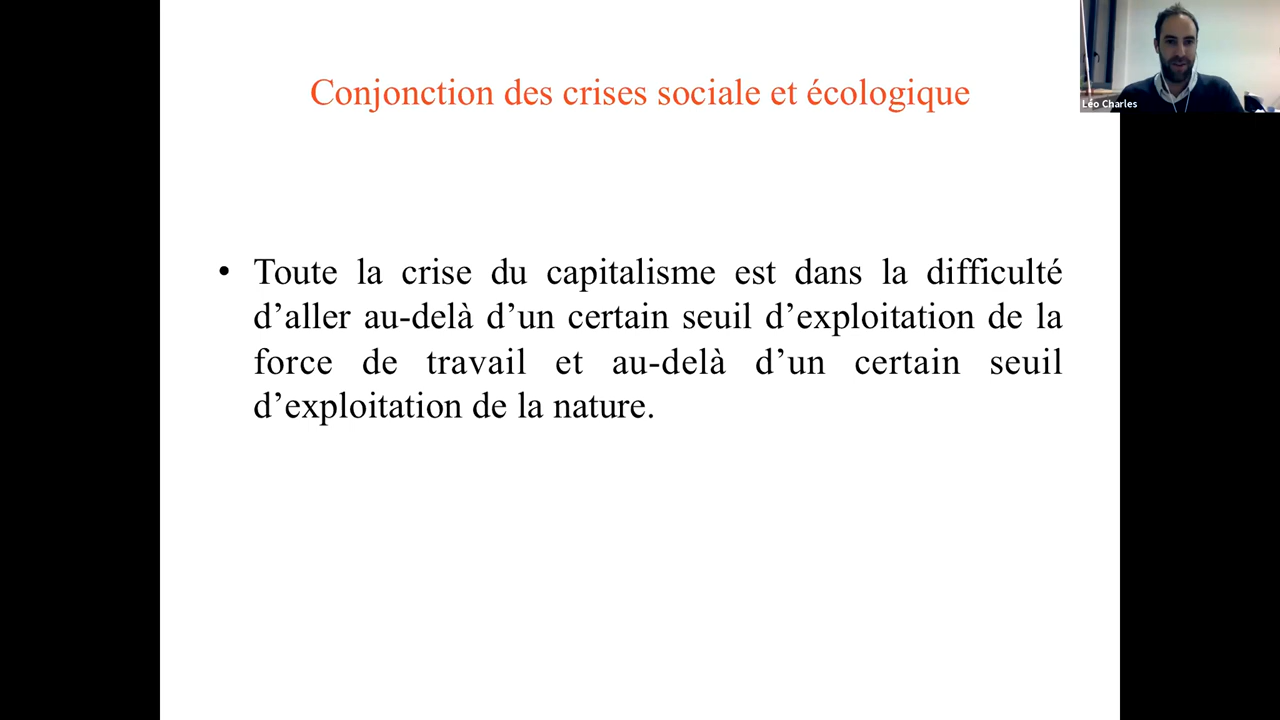 Conjonction des crises sociale et écologique
Léo Charles
• Toute la crise du capitalisme est dans la difficulté
d’aller au-delà d’un certain seuil d’exploitation de la
force de travail et au-delà d’un certain seuil
d’exploitation de la nature.